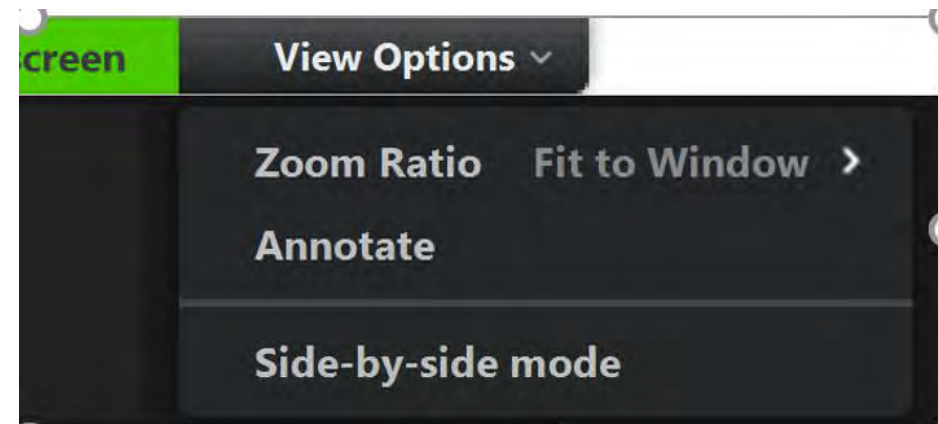 creen View Options
Zoom Ratio Fit to Window
Annotate
Side-by-side mode